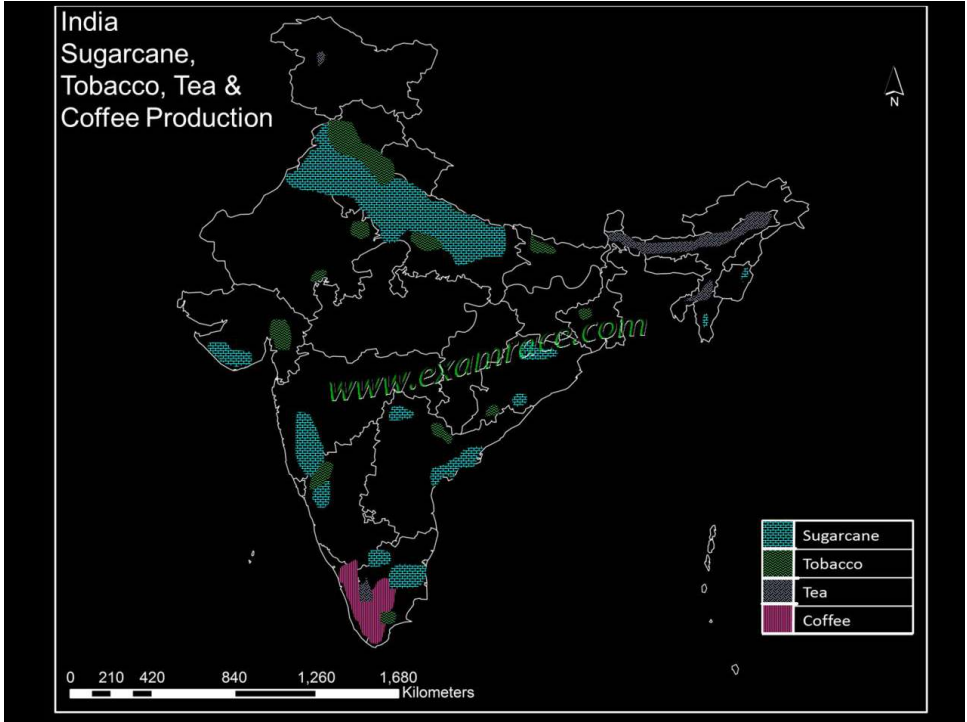 India
Sugarcane,
Tobacco, Tea &
Coffee Production
N
www.examrace.com
Sugarcane
Tobacco
Tea
Coffee
0 210 420 840 1,260 1,680
Kilometers